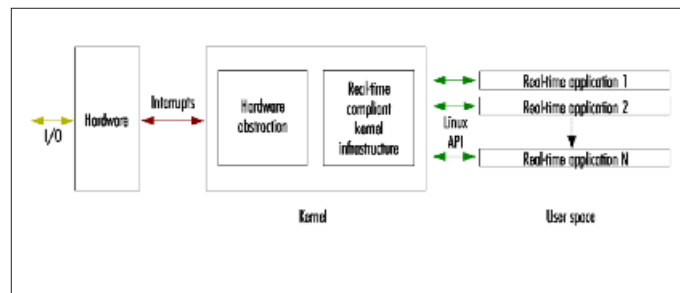 I/O
Hardware
Interrupts
Hardware
abstraction
Real-time
compliant
kernel
infrastructure
Kernel
Linux
API
Real-time application 1
Real-time application 2
Real-time application N
User space